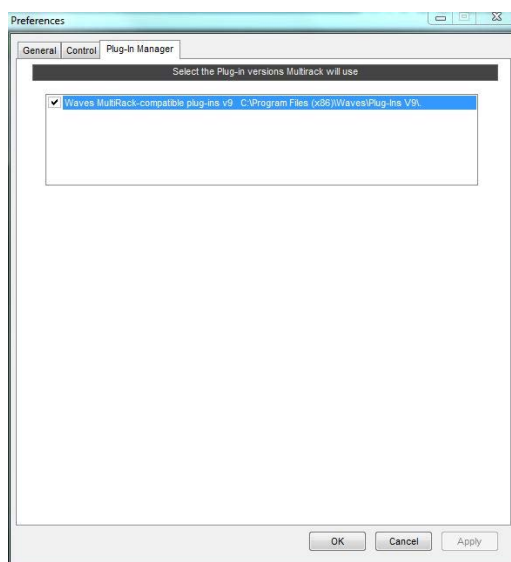 Preferences
General Control Plug-In Manager
Select the Plug-in versions Multirack will use
Waves MultiRack-compatible plug-ins v9 C:\Program Files (x86)\Waves\Plug-Ins V9\.
OK Cancel Apply